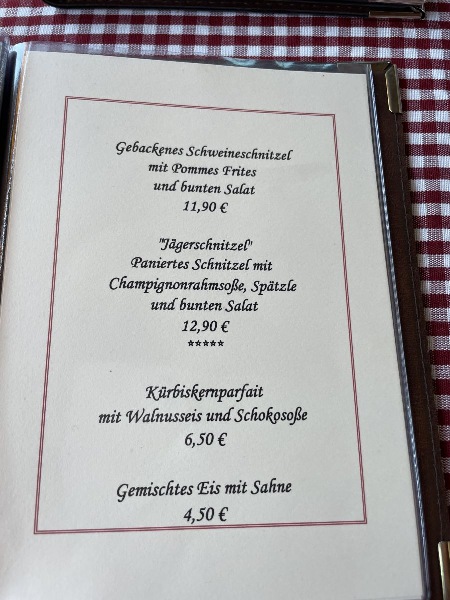 Gebackenes Schweineschnitzel
mit Pommes Frites
und bunten Salat
11,90 €
"Jägerschnitzel"
Paniertes Schnitzel mit
Champignonrahmsoße, Spätzle
und bunten Salat
12,90 €
*****
Kürbiskernparfait
mit Walnusseis und Schokosoße
6,50 €
Gemischtes Eis mit Sahne
4,50 €